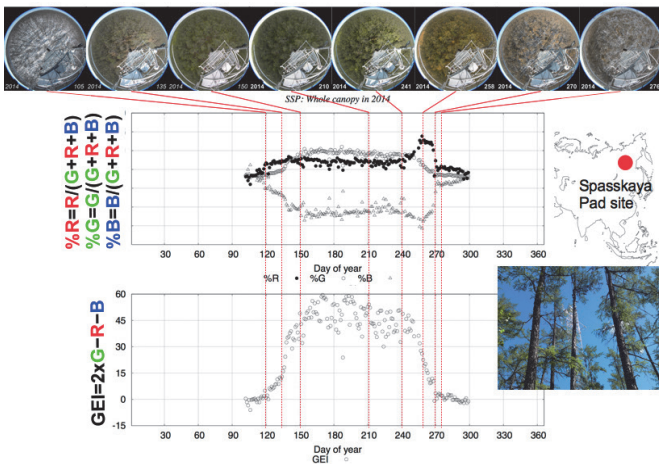 2014 105
2014 135
2014 150
2014 210
2014 241
2014 258
2014 270
2014 276
SSP: Whole canopy in 2014
%R=R/(G+R+B)
%G=G/(G+R+B)
%B=B/(G+R+B)
30 60 90 120 150 180 210 240 270 300 330 360
Day of year
%R %G %B
Spasskaya
Pad site
GEI=2xG-R-B
60
45
30
15
0
-15
30 60 90 120 150 180 210 240 270 300 330 360
Day of year
GEI